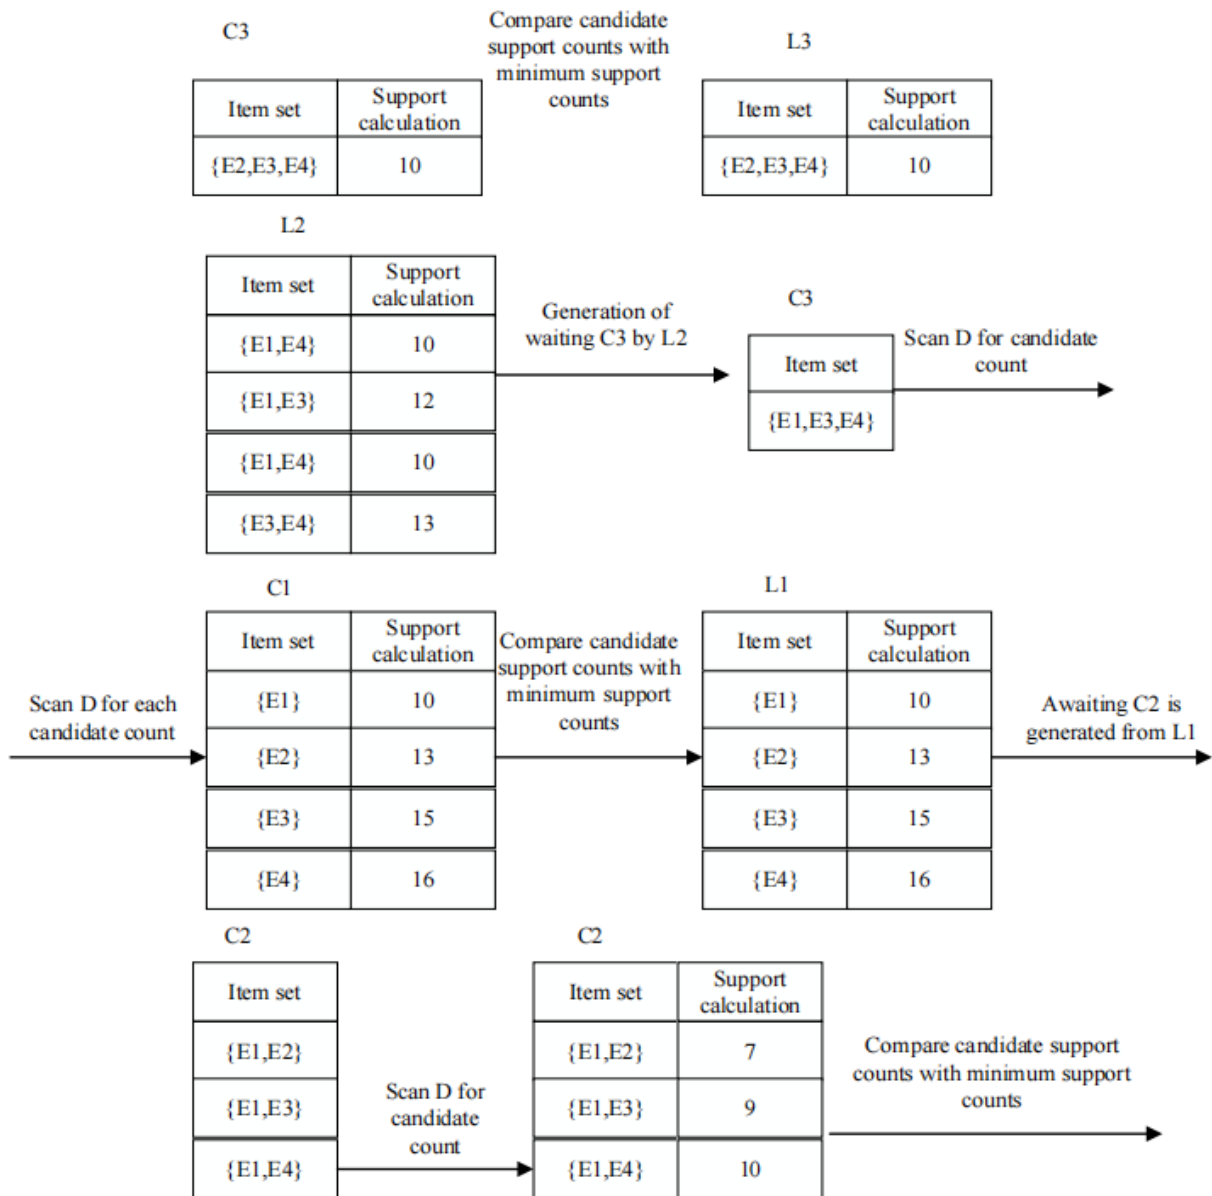 C3
Compare candidate
support counts with
minimum support
counts
L3
Item set
Support
calculation
{E2,E3,E4}
10
Item set
Support
calculation
{E2,E3,E4}
10
L2
Item set
Support
calculation
{E1,E4}
10
{E1,E3}
12
{E1,E4}
10
{E3,E4}
13
Generation of
waiting C3 by L2
C3
Item set
{E1,E3,E4}
Scan D for candidate
count
Scan D for each
candidate count
C1
Item set
Support
calculation
{E1}
10
{E2}
13
{E3}
15
{E4}
16
Compare candidate
support counts with
minimum support
counts
L1
Item set
Support
calculation
{E1}
10
{E2}
13
{E3}
15
{E4}
16
Awaiting C2 is
generated from L1
C2
Item set
{E1,E2}
{E1,E3}
{E1,E4}
Scan D for
candidate
count
C2
Item set
Support
calculation
{E1,E2}
7
{E1,E3}
9
{E1,E4}
10
Compare candidate support
counts with minimum support
counts